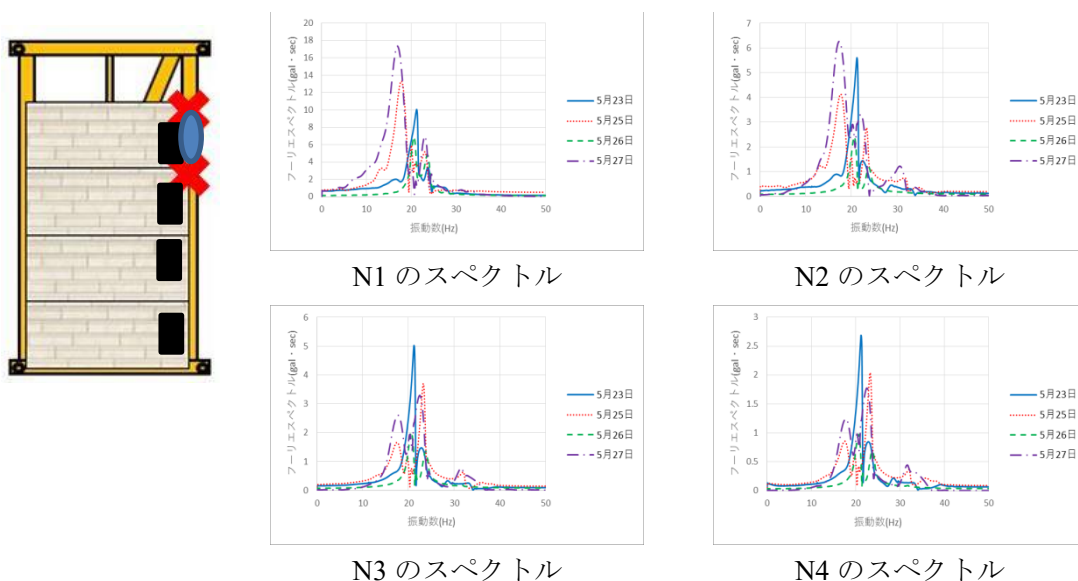 20
18
16
14
12
10
8
6
4
2
0
フーリエスペクトル(gal・sec)
0 10 20 30 40 50
振動数(Hz)
5月23日
5月25日
5月26日
5月27日
N1 のスペクトル
7
6
5
4
3
2
1
0
フーリエスペクトル(gal・sec)
0 10 20 30 40 50
振動数(Hz)
5月23日
5月25日
5月26日
5月27日
N2 のスペクトル
6
5
4
3
2
1
0
フーリエスペクトル(gal・sec)
0 10 20 30 40 50
振動数(Hz)
5月23日
5月25日
5月26日
5月27日
N3 のスペクトル
3
2.5
2
1.5
1
0.5
0
フーリエスペクトル(gal・sec)
0 10 20 30 40 50
振動数(Hz)
5月23日
5月25日
5月26日
5月27日
N4 のスペクトル